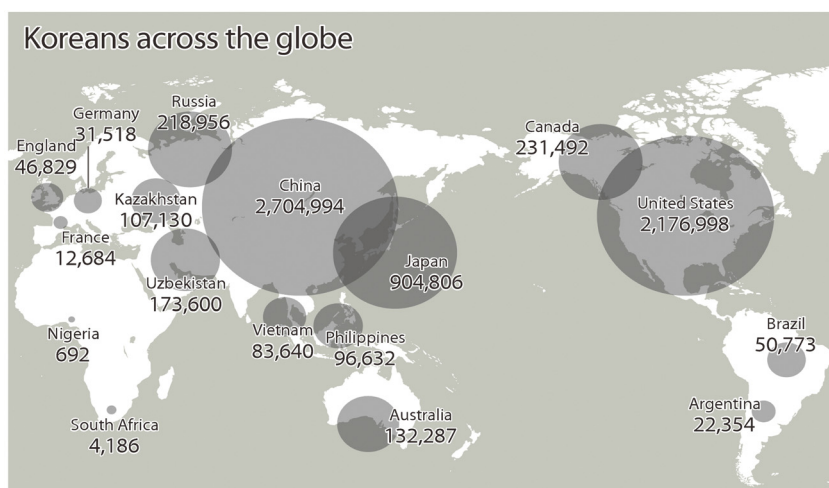 Koreans across the globe
Russia
218,956
Germany
31,518
England
46,829
Canada
231,492
China
2,704,994
Kazakhstan
107,130
United States
2,176,998
France
12,684
Japan
904,806
Uzbekistan
173,600
Nigeria
692
Vietnam
83,640
Philippines
96,632
Brazil
50,773
Argentina
22,354
Australia
132,287
South Africa
4,186